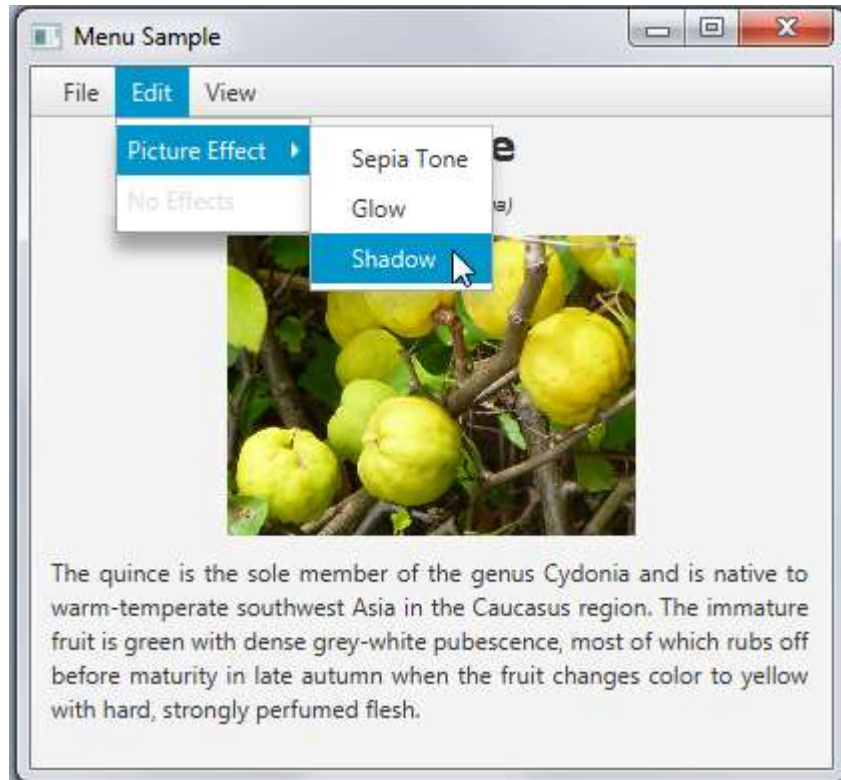 Menu Sample
File Edit View
Picture Effect
No Effects
Sepia Tone
Glow
Shadow
The quince is the sole member of the genus Cydonia and is native to
warm-temperate southwest Asia in the Caucasus region. The immature
fruit is green with dense grey-white pubescence, most of which rubs off
before maturity in late autumn when the fruit changes color to yellow
with hard, strongly perfumed flesh.